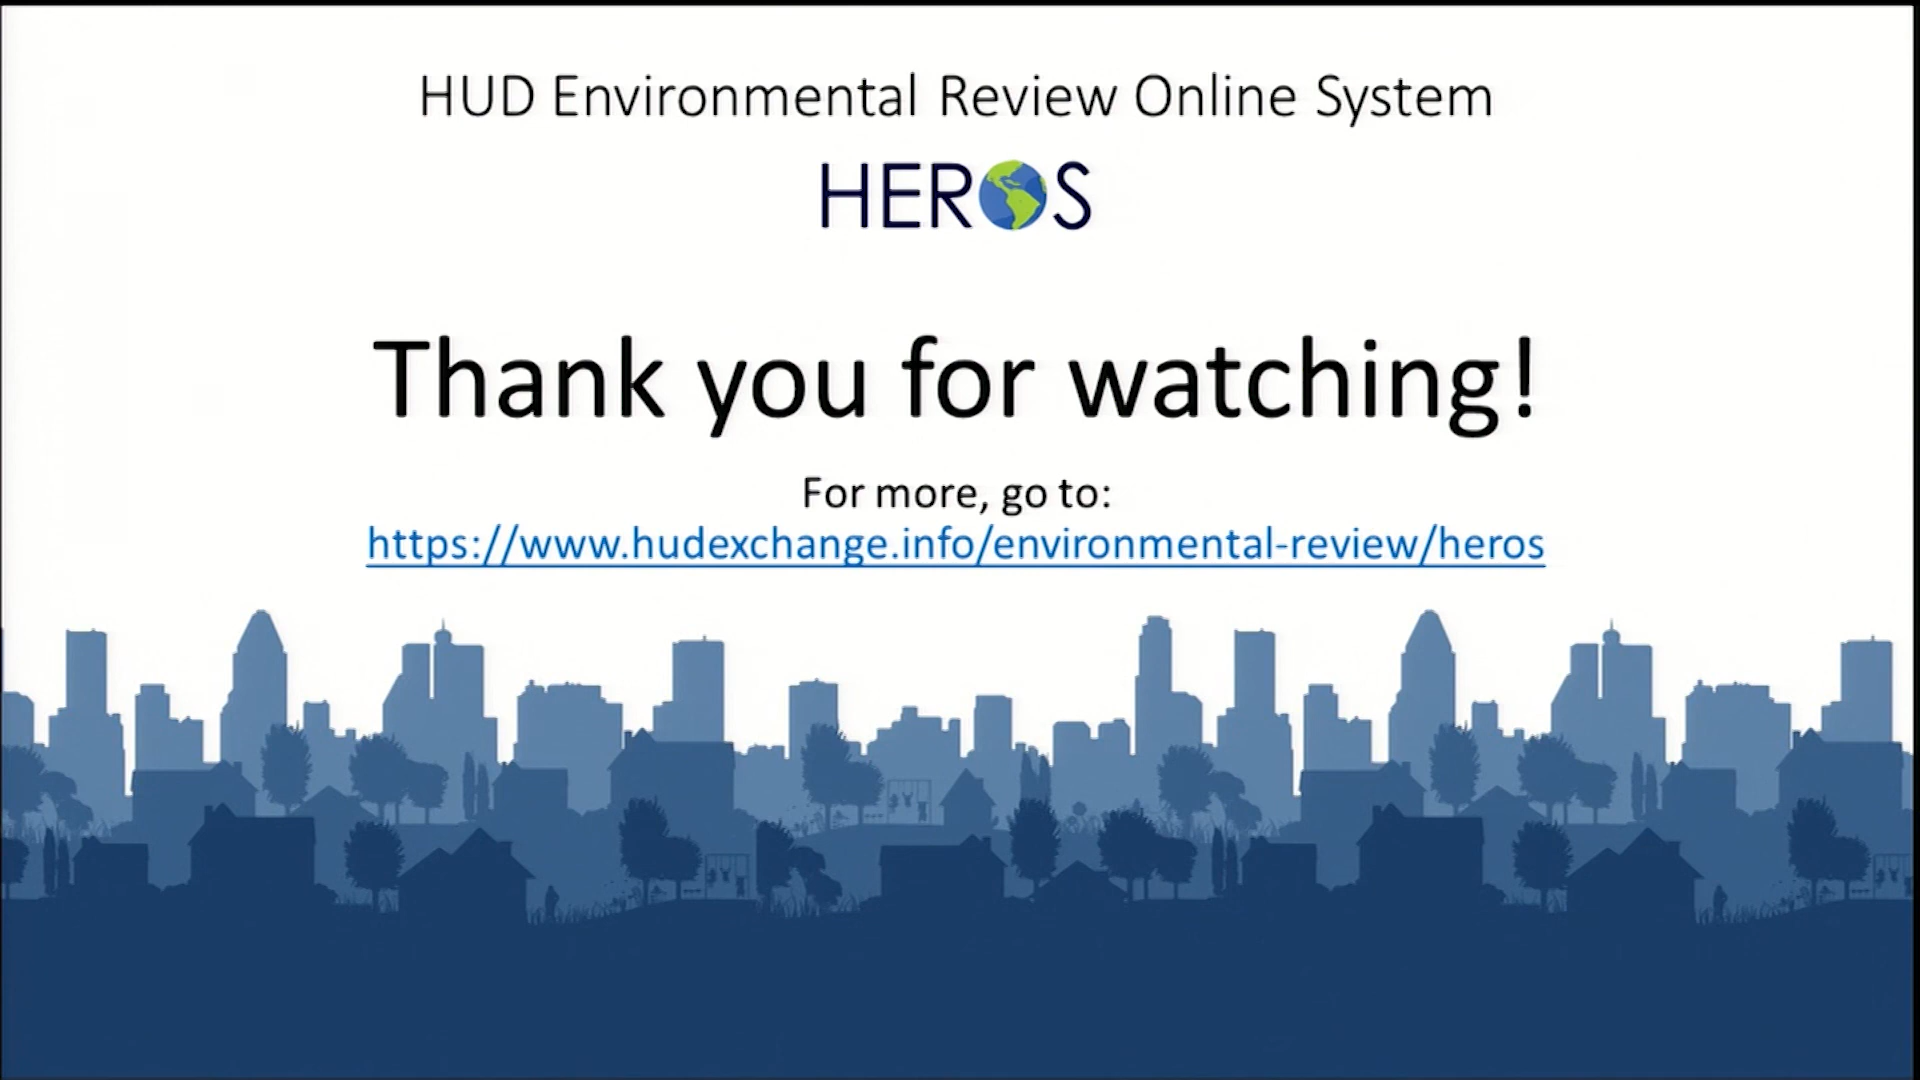 HUD Environmental Review Online System
HEROS
Thank you for watching!
For more, go to:
https://www.hudexchange.info/environmental-review/heros